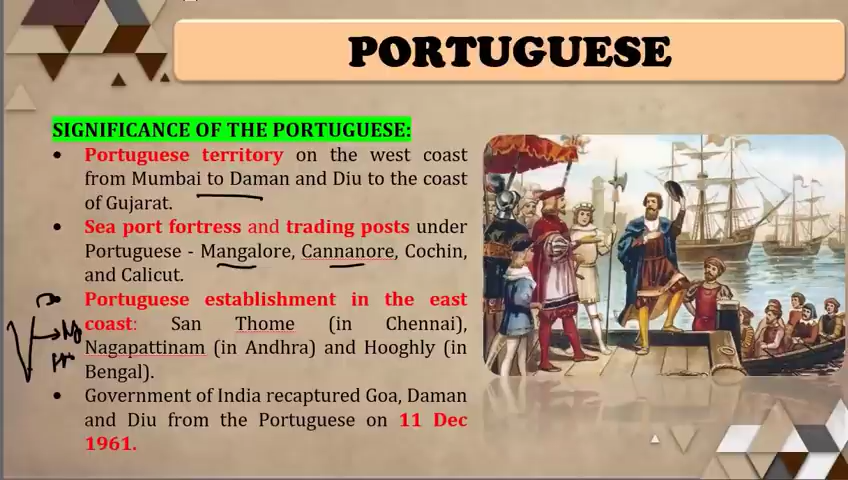 PORTUGUESE
SIGNIFICANCE OF THE PORTUGUESE:
• Portuguese territory on the west coast
from Mumbai to Daman and Diu to the coast
of Gujarat.
• Sea port fortress and trading posts under
Portuguese - Mangalore, Cannanore, Cochin,
and Calicut.
• Portuguese establishment in the east
coast: San Thome (in Chennai),
Nagapattinam (in Andhra) and Hooghly (in
Bengal).
• Government of India recaptured Goa, Daman
and Diu from the Portuguese on 11 Dec
1961.